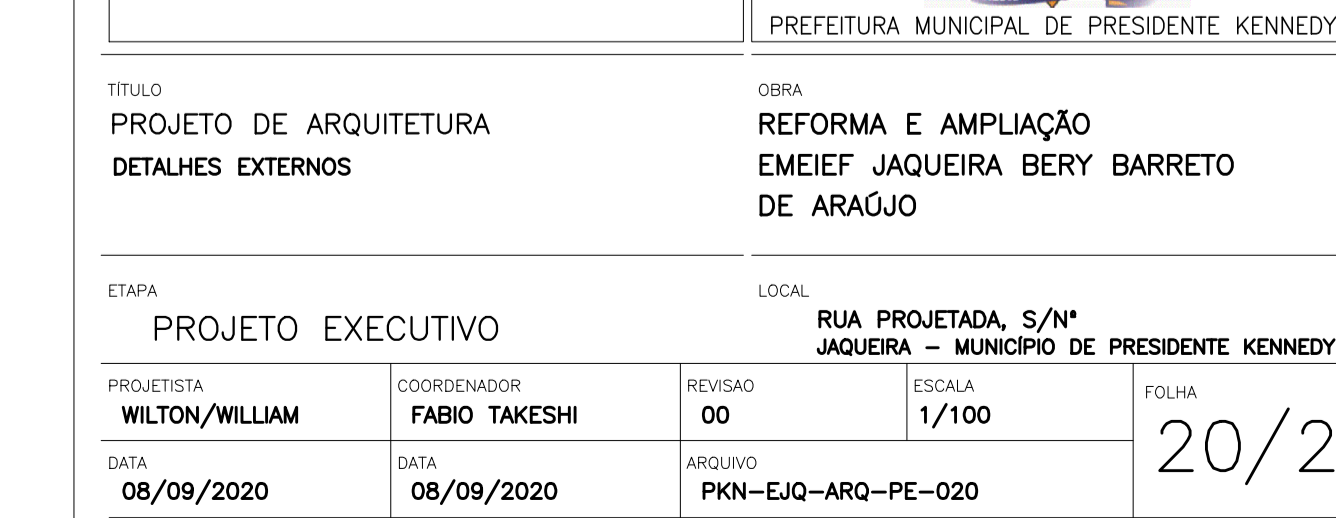 PREFEITURA MUNICIPAL DE PRESIDENTE KENNEDY
TÍTULO
PROJETO DE ARQUITETURA
DETALHES EXTERNOS
OBRA
REFORMA E AMPLIAÇÃO
EMEIEF JAQUEIRA BERY BARRETO
DE ARAÚJO
ETAPA
PROJETO EXECUTIVO
LOCAL
RUA PROJETADA, S/Nº
JAQUEIRA – MUNICÍPIO DE PRESIDENTE KENNEDY
PROJETISTA
WILTON/WILLIAM
COORDENADOR
FABIO TAKESHI
REVISAO
00
ESCALA
1/100
FOLHA
20/2
DATA
08/09/2020
DATA
08/09/2020
ARQUIVO
PKN–EJQ–ARQ–PE–020